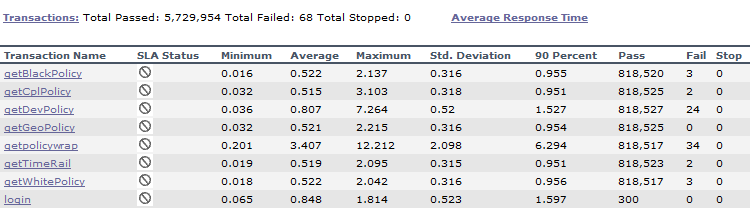 Transactions: Total Passed: 5,729,954 Total Failed: 68 Total Stopped: 0 Average Response Time
Transaction Name SLA Status Minimum Average Maximum Std. Deviation 90 Percent Pass Fail Stop
getBlackPolicy 0.016 0.522 2.137 0.316 0.955 818,520 3 0
getCplPolicy 0.032 0.515 3.103 0.318 0.951 818,525 2 0
getDevPolicy 0.036 0.807 7.264 0.52 1.527 818,527 24 0
getGeoPolicy 0.032 0.521 2.215 0.316 0.954 818,525 0 0
getpolicywrap 0.201 3.407 12.212 2.098 6.294 818,517 34 0
getTimeRail 0.019 0.519 2.095 0.315 0.951 818,523 2 0
getWhitePolicy 0.018 0.522 2.042 0.316 0.956 818,517 3 0
login 0.065 0.848 1.814 0.523 1.597 300 0 0